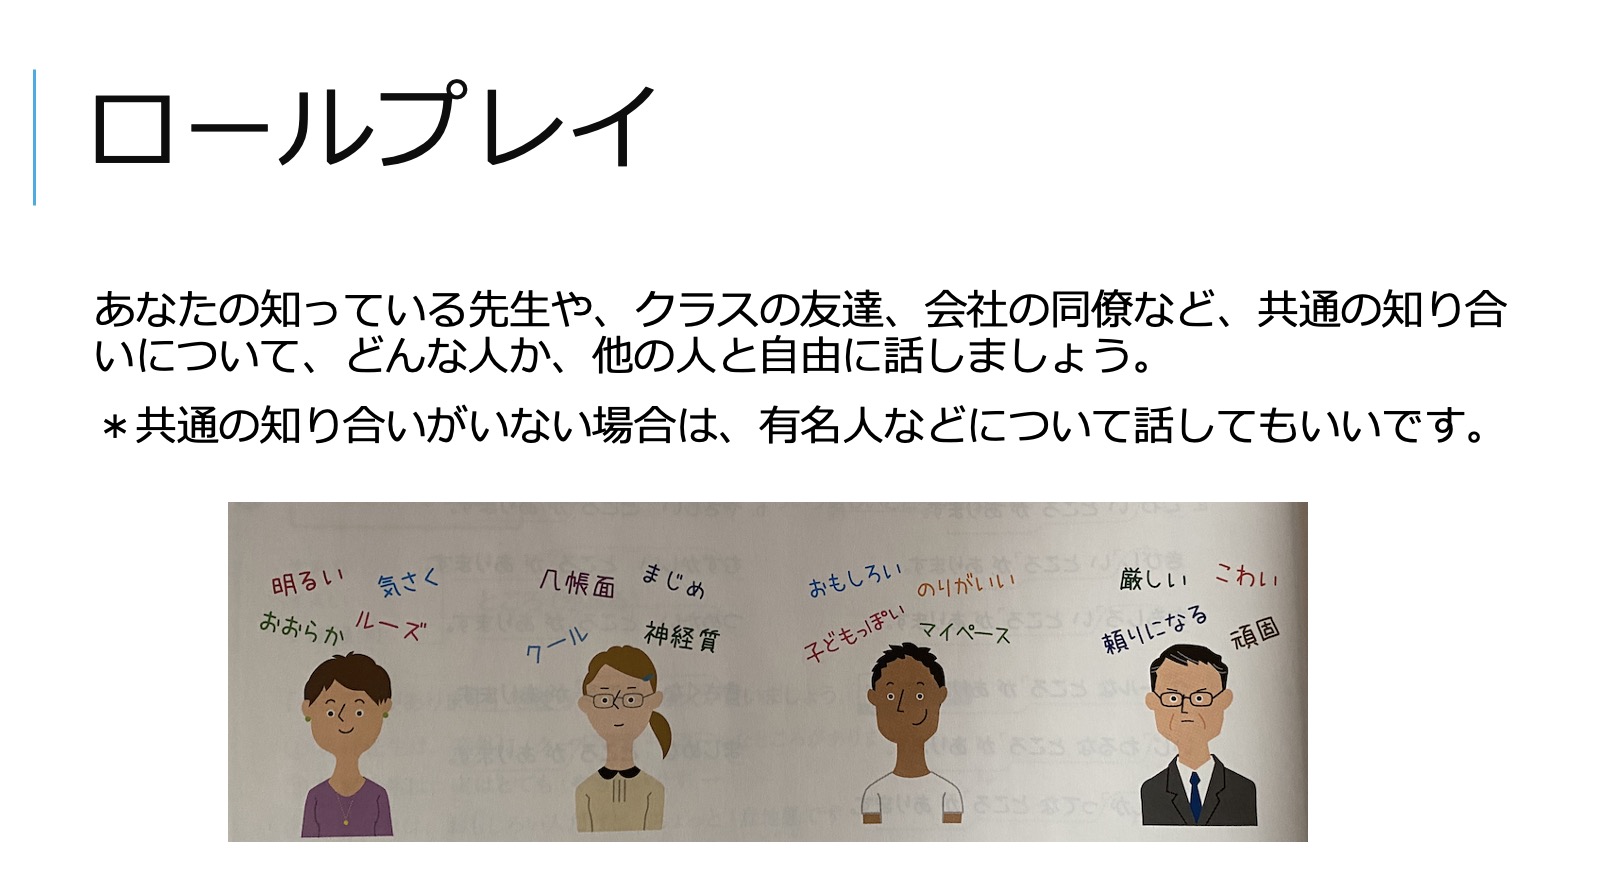 ロールプレイ
あなたの知っている先生や、クラスの友達、会社の同僚など、共通の知り合
いについて、どんな人か、他の人と自由に話しましょう。
＊共通の知り合いがいない場合は、有名人などについて話してもいいです。
明るい 気さく
おおらか ルーズ
几帳面 まじめ
クール 神経質
おもしろい のりがいい
子どもっぽい マイペース
厳しい こわい
頼りになる 頑固